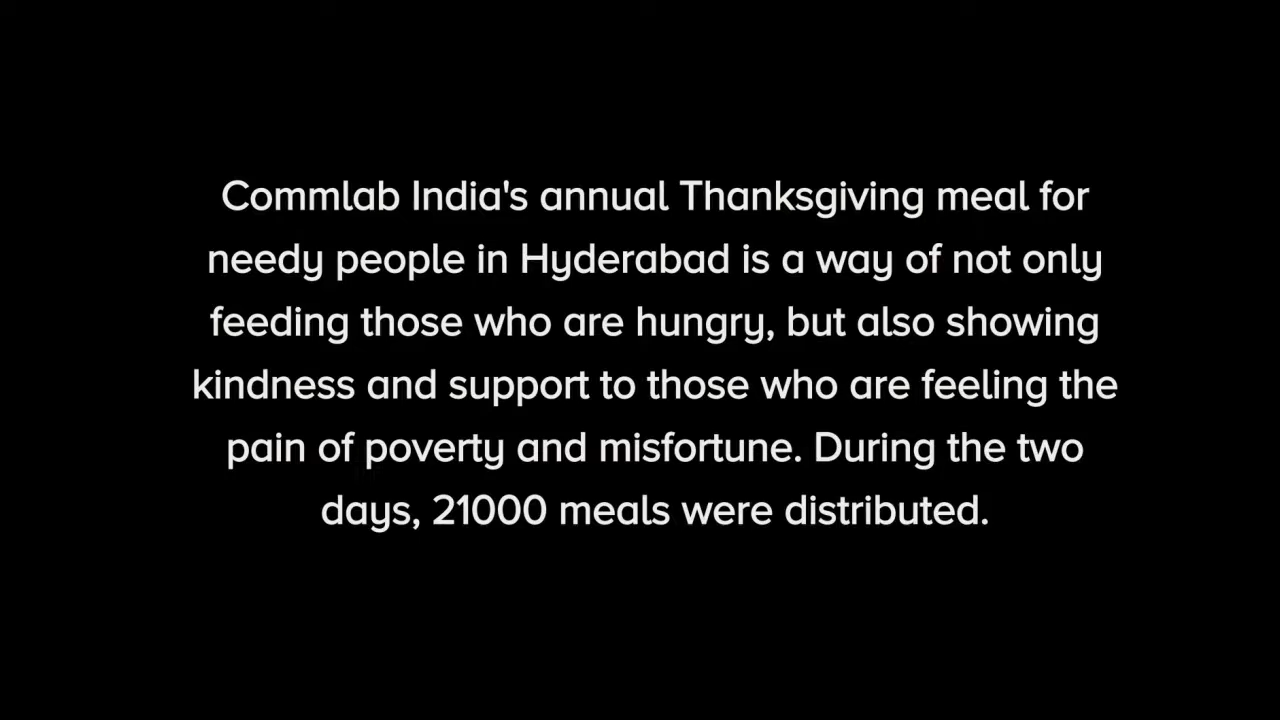 Commlab India's annual Thanksgiving meal for
needy people in Hyderabad is a way of not only
feeding those who are hungry, but also showing
kindness and support to those who are feeling the
pain of poverty and misfortune. During the two
days, 21000 meals were distributed.